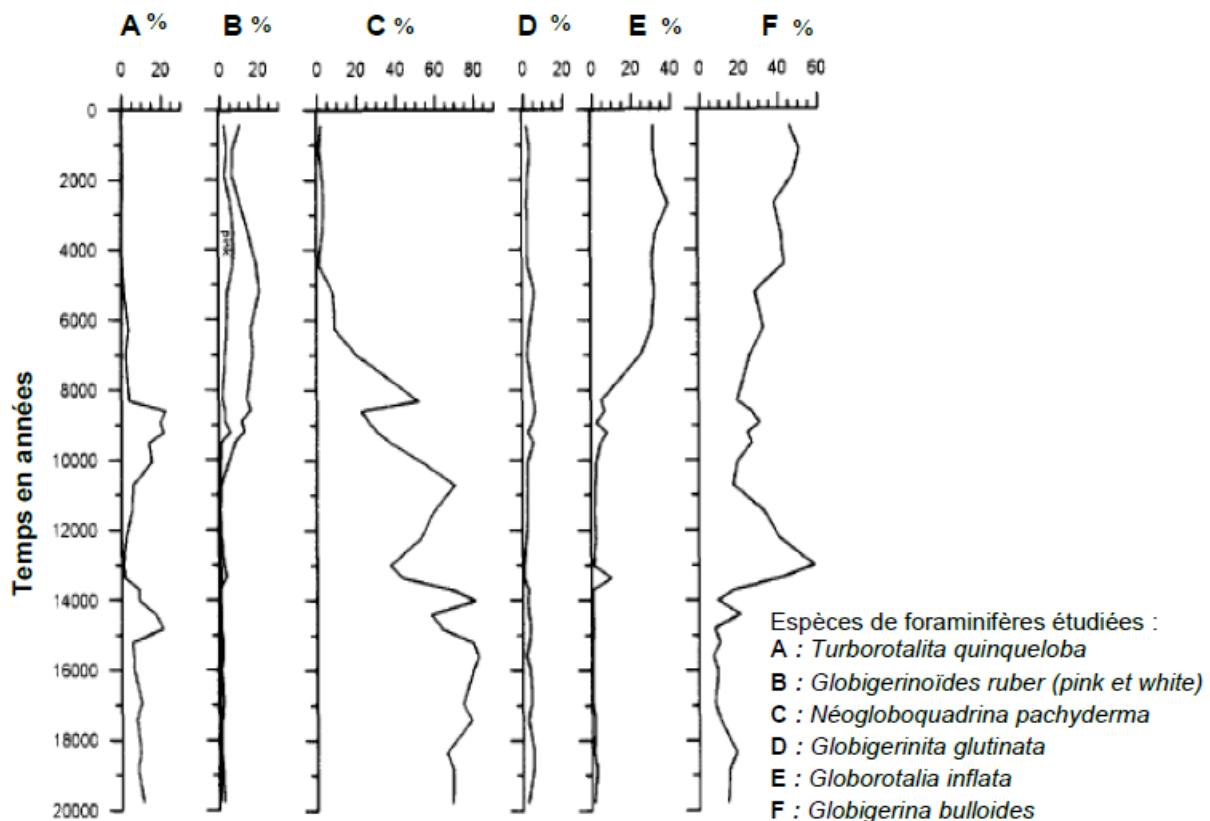 A % B % C % D % E % F %
0 20 0 20 0 20 40 60 80 0 20 0 20 40 0 20 40 60
Temps en années
0
2000
4000
6000
8000
10000
12000
14000
16000
18000
20000
pink
Espèces de foraminifères étudiées :
A : Turborotalita quinqueloba
B : Globigerinoïdes ruber (pink et white)
C : Néogloboquadrina pachyderma
D : Globigerinita glutinata
E : Globorotalia inflata
F : Globigerina bulloides